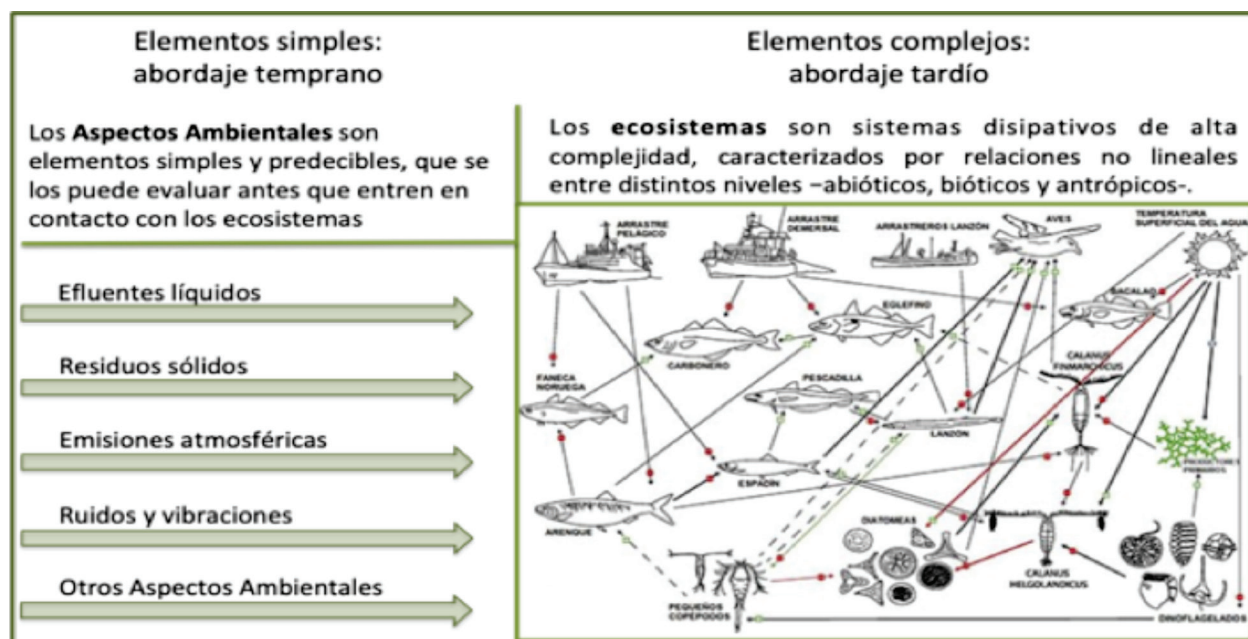 Elementos simples:
abordaje temprano
Los Aspectos Ambientales son
elementos simples y predecibles, que se
los puede evaluar antes que entren en
contacto con los ecosistemas
Efluentes líquidos
Residuos sólidos
Emisiones atmosféricas
Ruidos y vibraciones
Otros Aspectos Ambientales
Elementos complejos:
abordaje tardío
Los ecosistemas son sistemas disipativos de alta
complejidad, caracterizados por relaciones no lineales
entre distintos niveles –abióticos, bióticos y antrópicos-.
ARRASTRE
PELÁGICO
ARRASTRE
DEMERSAL
ARRASTREROS LANZÓN
AVES
TEMPERATURA
SUPERFICIAL DEL AGUA
BACALAO
EGLEFINO
CARBONERO
CALANUS
FINMARCHICUS
FANECA
NORUEGA
PESCADILLA
LANZÓN
PRODUCTORES
PRIMARIOS
ESPADÍN
ARENQUE
DIATOMEAS
CALANUS
HELGOLANDICUS
PEQUEÑOS
COPÉPODOS
DINOFLAGELADOS